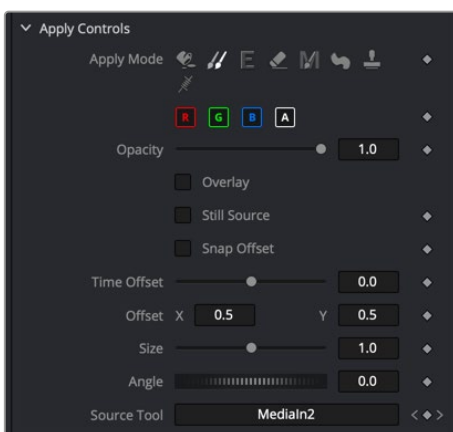 Apply Controls
Apply Mode E M
R G B A
Opacity 1.0
Overlay
Still Source
Snap Offset
Time Offset 0.0
Offset X 0.5 Y 0.5
Size 1.0
Angle 0.0
Source Tool MediaIn2 < >